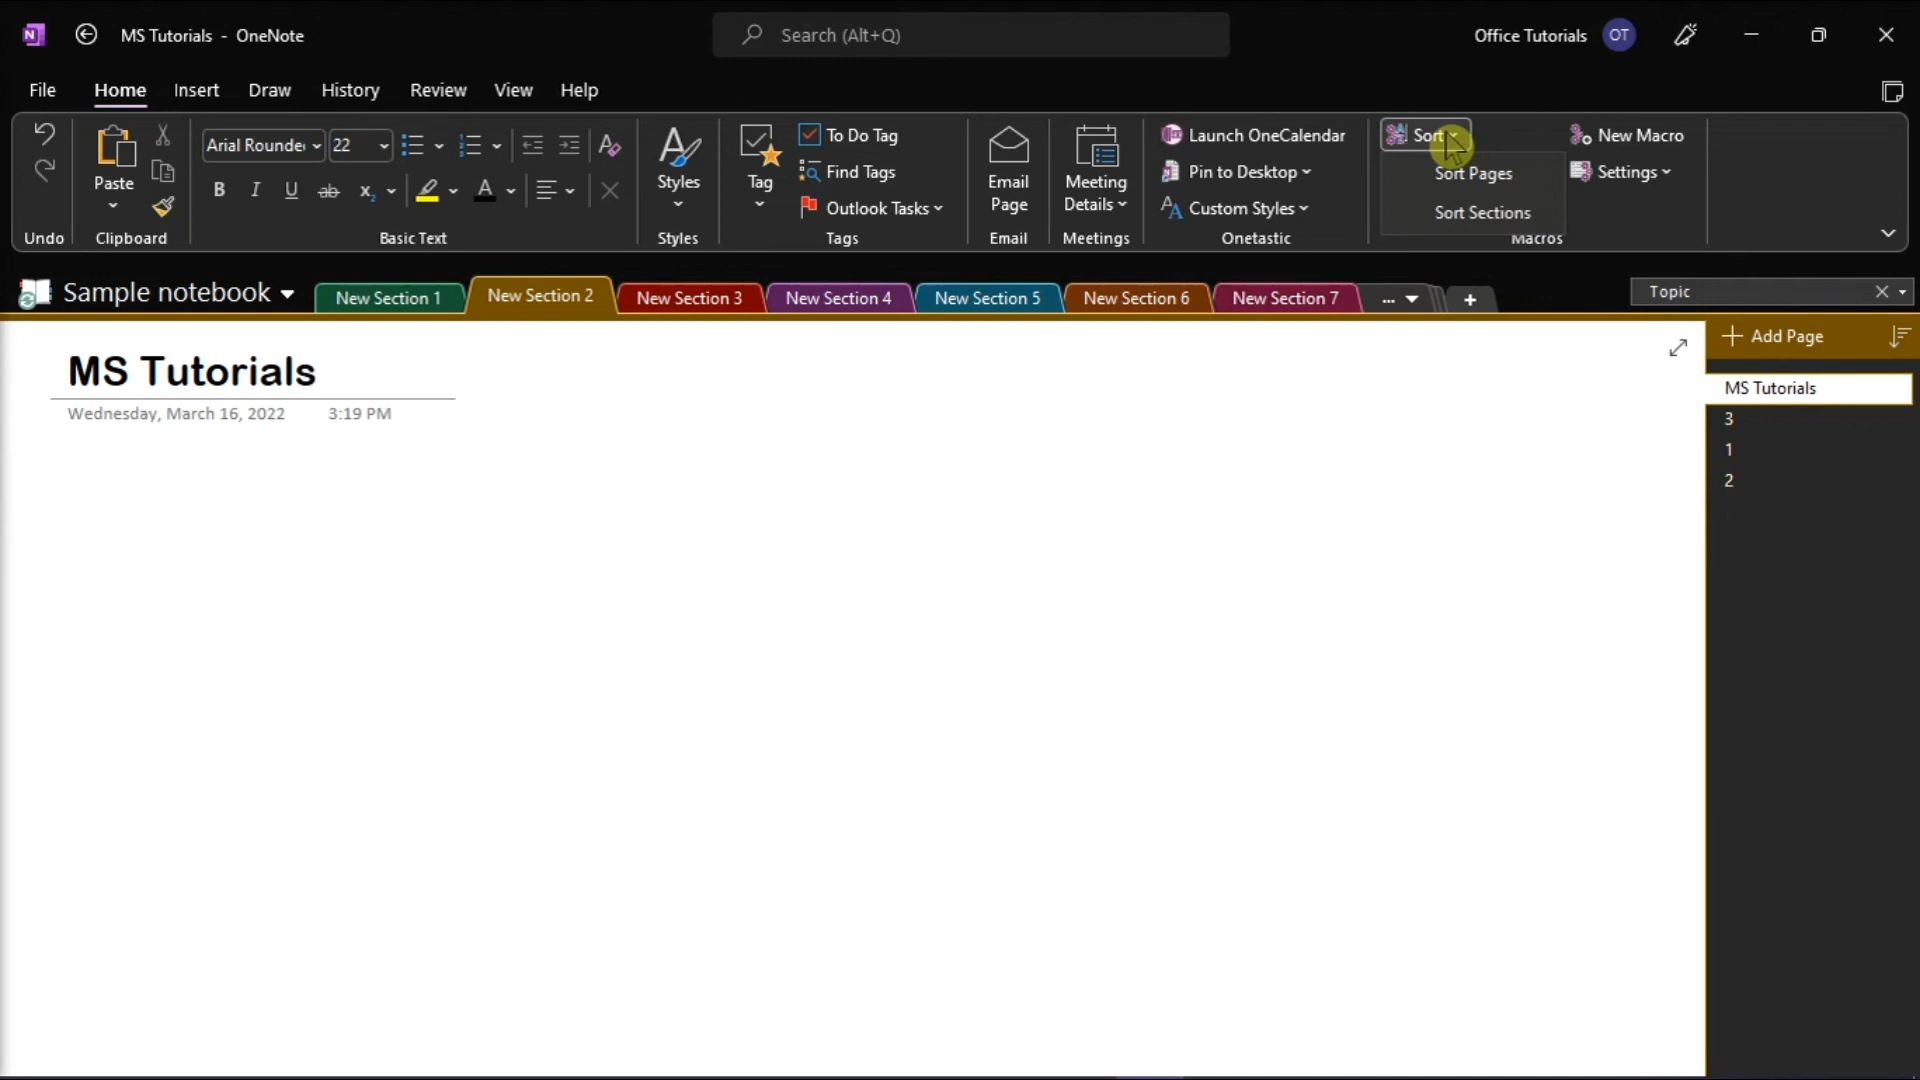 MS Tutorials - OneNote
Search (Alt+Q)
Office Tutorials OT
File Home Insert Draw History Review View Help
Undo
Paste
Clipboard
Arial Rounde 22
B I U ab x₂ A
Basic Text
Styles
Styles
Tag
To Do Tag
Find Tags
Outlook Tasks
Tags
Email
Page
Email
Meeting
Details
Meetings
Launch OneCalendar
Pin to Desktop
Custom Styles
Onetastic
Sort
Sort Pages
Sort Sections
New Macro
Settings
Macros
Sample notebook New Section 1 New Section 2 New Section 3 New Section 4 New Section 5 New Section 6 New Section 7 ... +
Topic
Add Page
MS Tutorials
3
1
2
MS Tutorials
Wednesday, March 16, 2022 3:19 PM